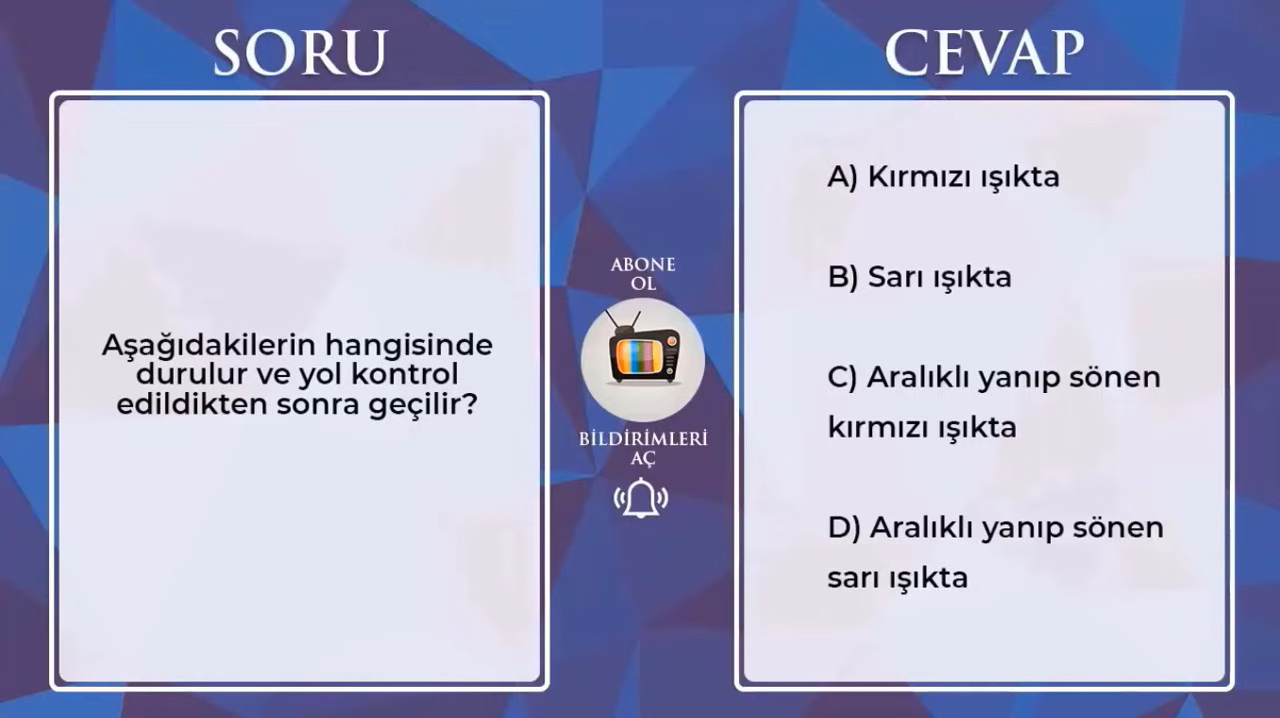 SORU
Aşağıdakilerin hangisinde
durulur ve yol kontrol
edildikten sonra geçilir?
ABONE
OL
BİLDİRİMLERİ
AÇ
CEVAP
A) Kırmızı ışıkta
B) Sarı ışıkta
C) Aralıklı yanıp sönen
kırmızı ışıkta
D) Aralıklı yanıp sönen
sarı ışıkta